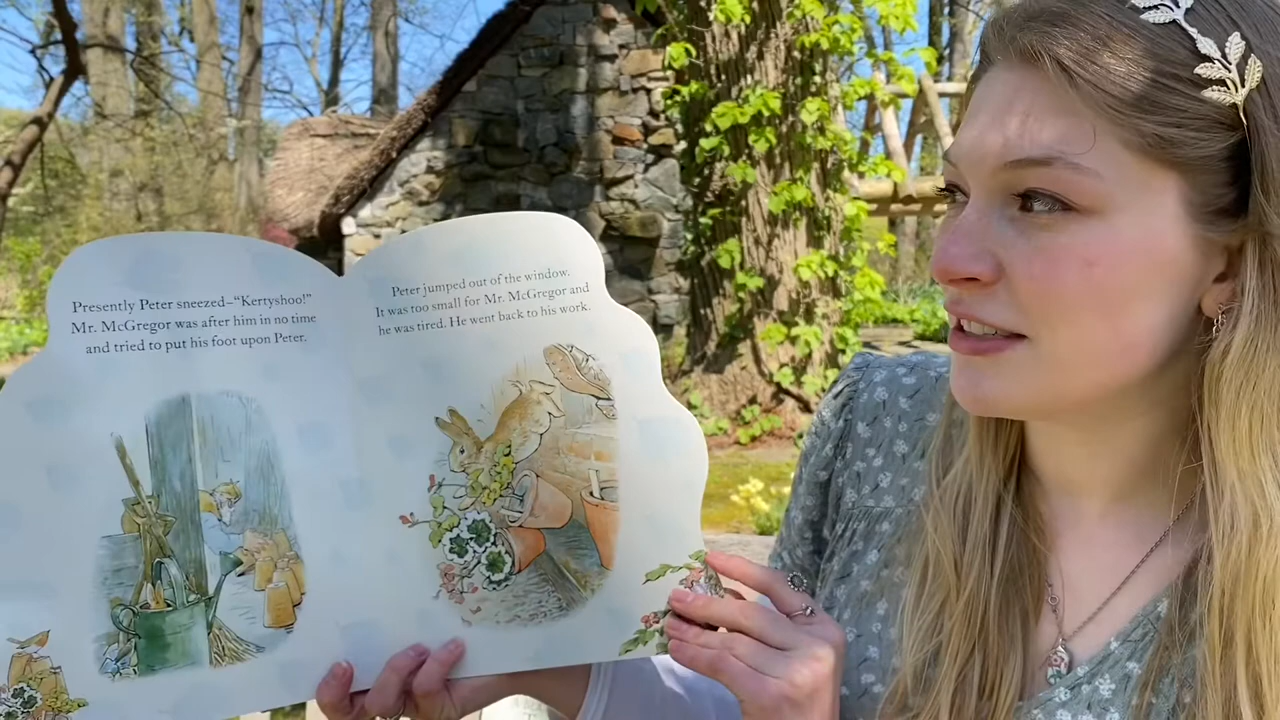 Presently Peter sneezed–“Kertyshoo!”
Mr. McGregor was after him in no time
and tried to put his foot upon Peter.
Peter jumped out of the window.
It was too small for Mr. McGregor and
he was tired. He went back to his work.